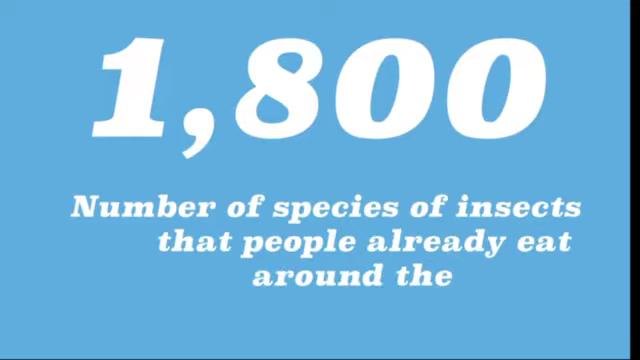 1,800
Number of species of insects
that people already eat
around the